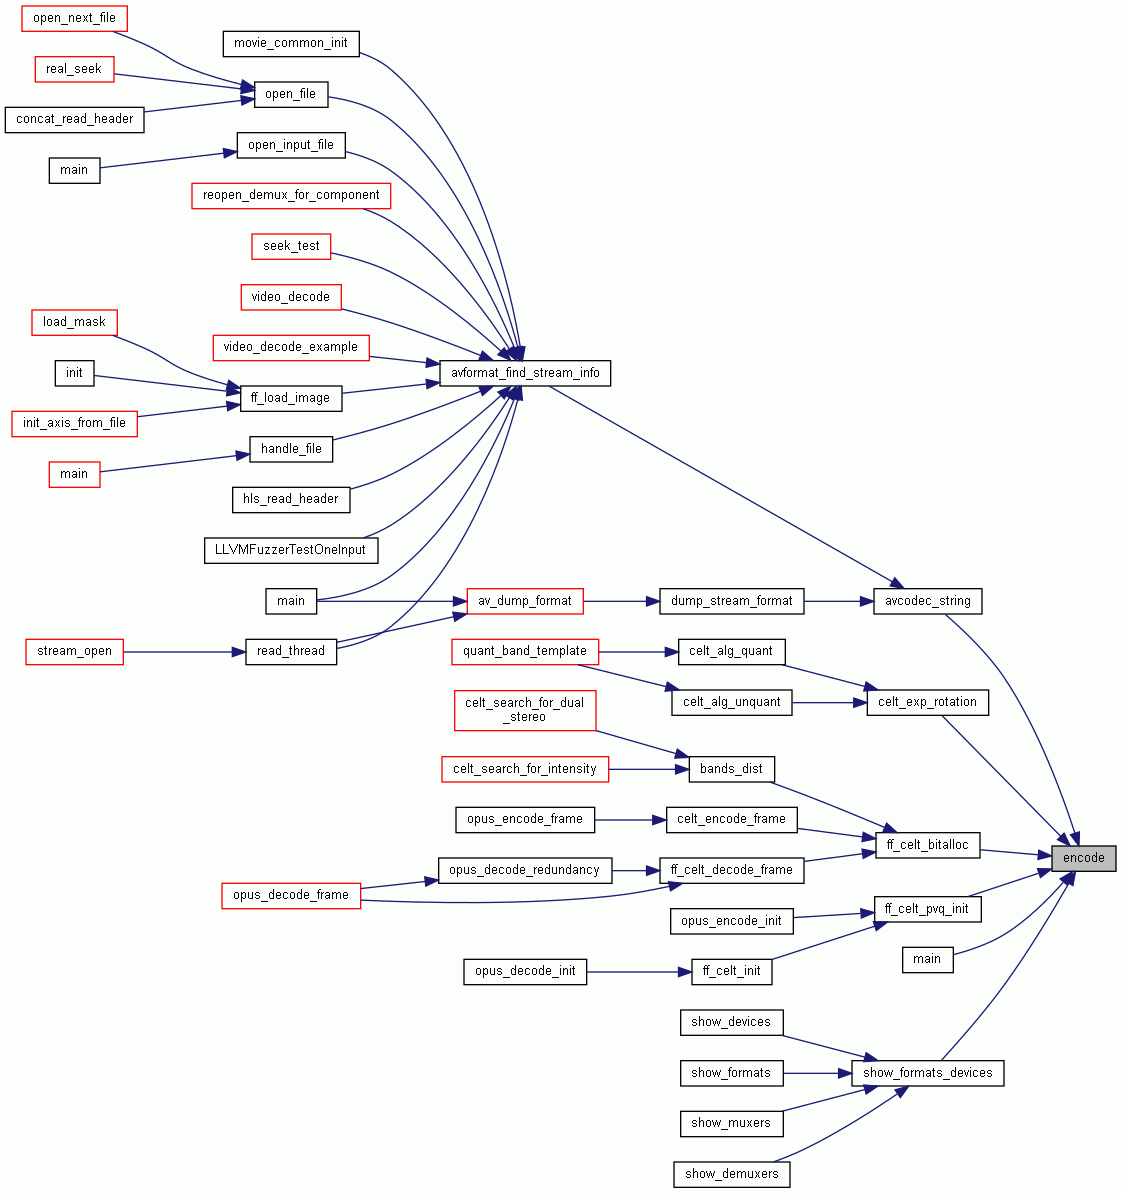 open_next_file
movie_common_init
real_seek
open_file
concat_read_header
open_input_file
main
reopen_demux_for_component
seek_test
video_decode
load_mask
video_decode_example
init
avformat_find_stream_info
ff_load_image
init_axis_from_file
handle_file
main
hls_read_header
LLVMFuzzerTestOneInput
main
av_dump_format
dump_stream_format
avcodec_string
stream_open
read_thread
quant_band_template
celt_alg_quant
celt_search_for_dual
_stereo
celt_alg_unquant
celt_exp_rotation
celt_search_for_intensity
bands_dist
opus_encode_frame
celt_encode_frame
ff_celt_bitalloc
encode
opus_decode_redundancy
ff_celt_decode_frame
opus_decode_frame
ff_celt_pvq_init
opus_encode_init
main
opus_decode_init
ff_celt_init
show_devices
show_formats
show_formats_devices
show_muxers
show_demuxers